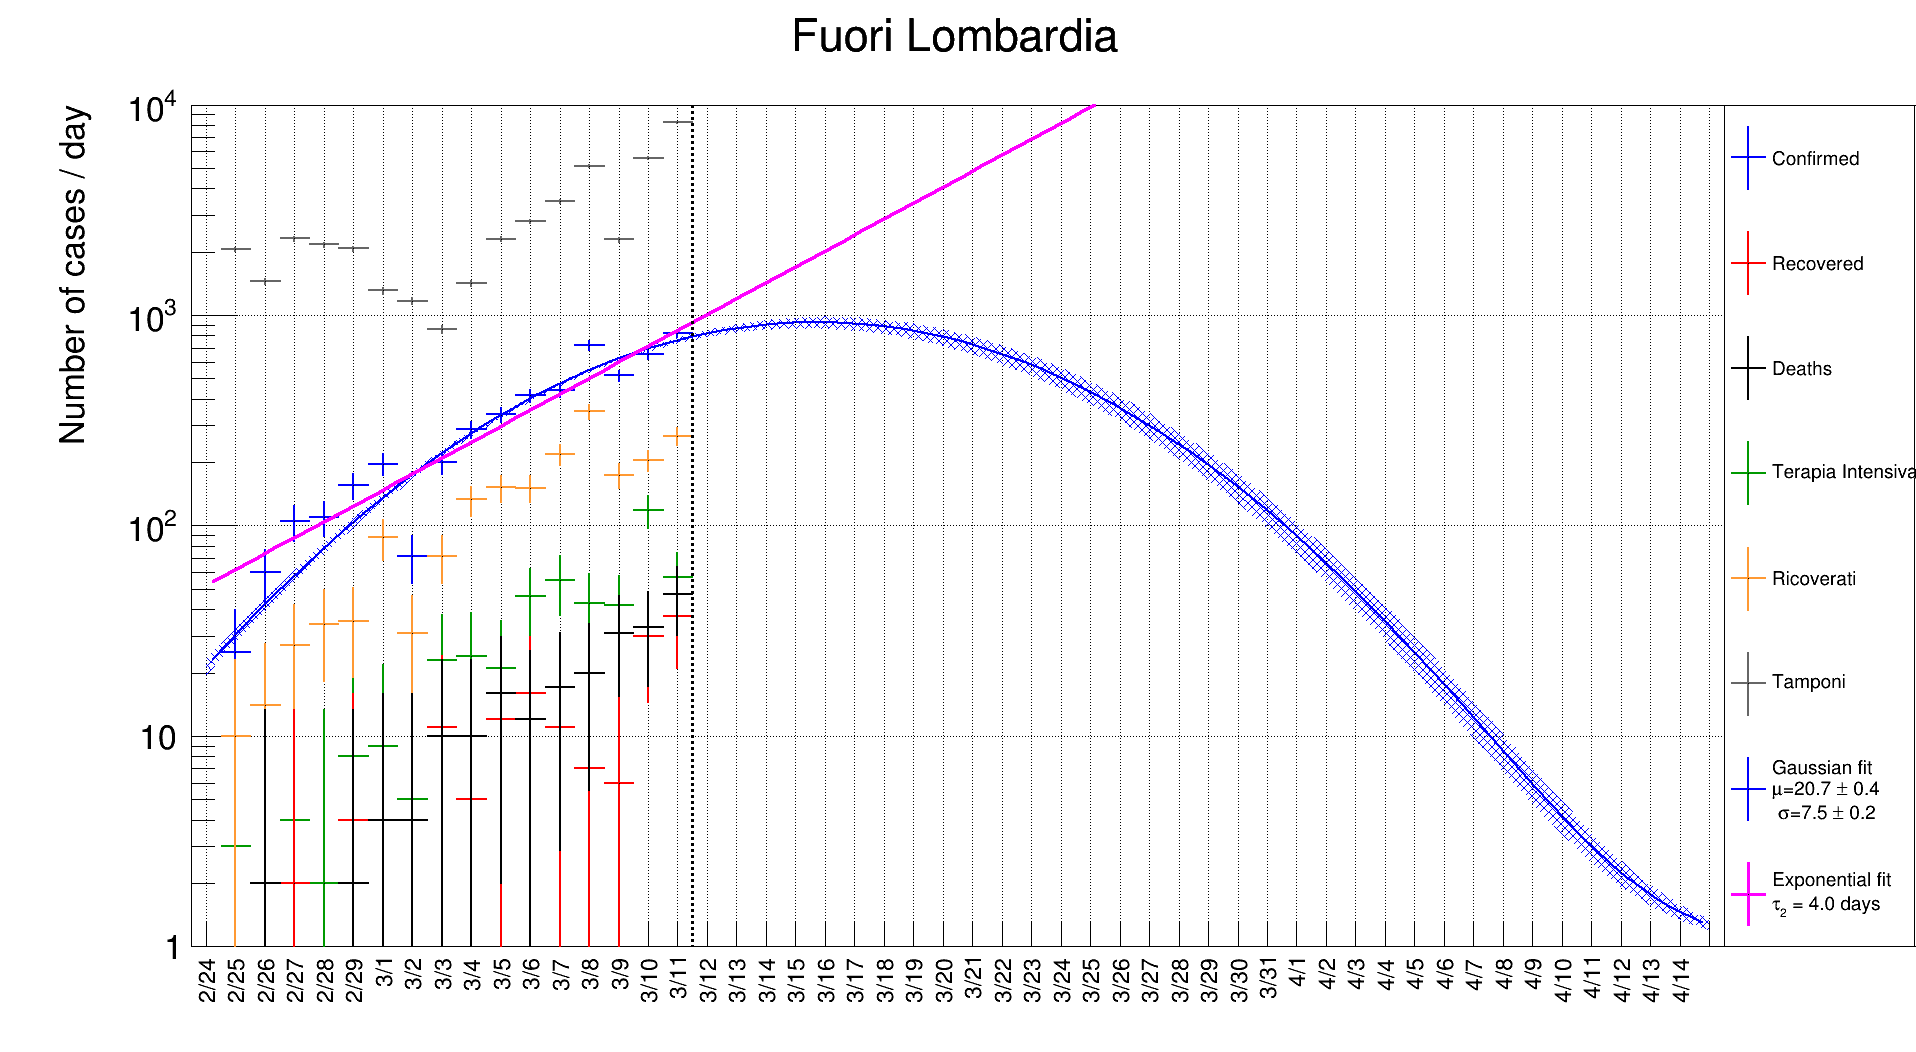 Fuori Lombardia
Number of cases / day
10⁴
10³
10²
10
1
2/24 2/25 2/26 2/27 2/28 2/29 3/1 3/2 3/3 3/4 3/5 3/6 3/7 3/8 3/9 3/10 3/11 3/12 3/13 3/14 3/15 3/16 3/17 3/18 3/19 3/20 3/21 3/22 3/23 3/24 3/25 3/26 3/27 3/28 3/29 3/30 3/31 4/1 4/2 4/3 4/4 4/5 4/6 4/7 4/8 4/9 4/10 4/11 4/12 4/13 4/14
Confirmed
Recovered
Deaths
Terapia Intensiva
Ricoverati
Tamponi
Gaussian fit
μ=20.7 ± 0.4
σ=7.5 ± 0.2
Exponential fit
τ₂ = 4.0 days